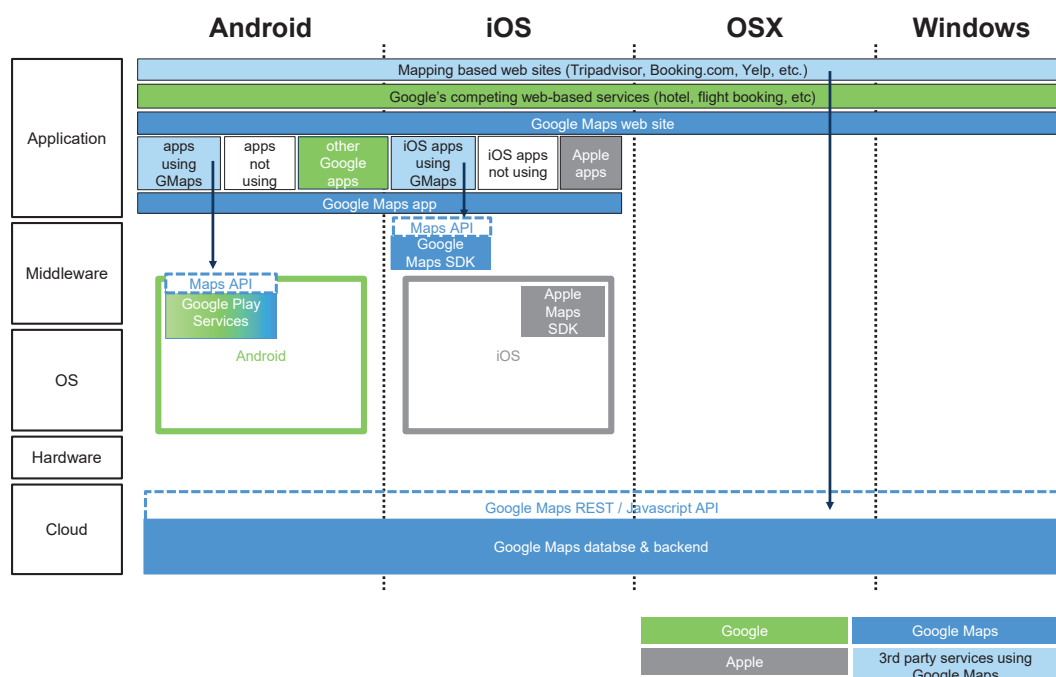 Android
iOS
OSX
Windows
Application
Mapping based web sites (Tripadvisor, Booking.com, Yelp, etc.)
Google's competing web-based services (hotel, flight booking, etc)
Google Maps web site
apps
using
GMaps
apps
not
using
other
Google
apps
iOS apps
using
GMaps
iOS apps
not using
Apple
apps
Google Maps app
Middleware
Maps API
Google
Maps SDK
Maps API
Google Play
Services
Apple
Maps
SDK
OS
Android
iOS
Hardware
Cloud
Google Maps REST / Javascript API
Google Maps databse & backend
Google
Google Maps
Apple
3rd party services using
Google Maps